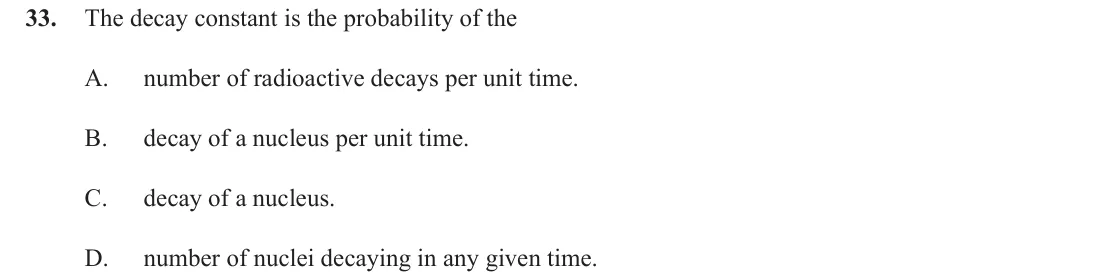 33. The decay constant is the probability of the
A. number of radioactive decays per unit time.
B. decay of a nucleus per unit time.
C. decay of a nucleus.
D. number of nuclei decaying in any given time.